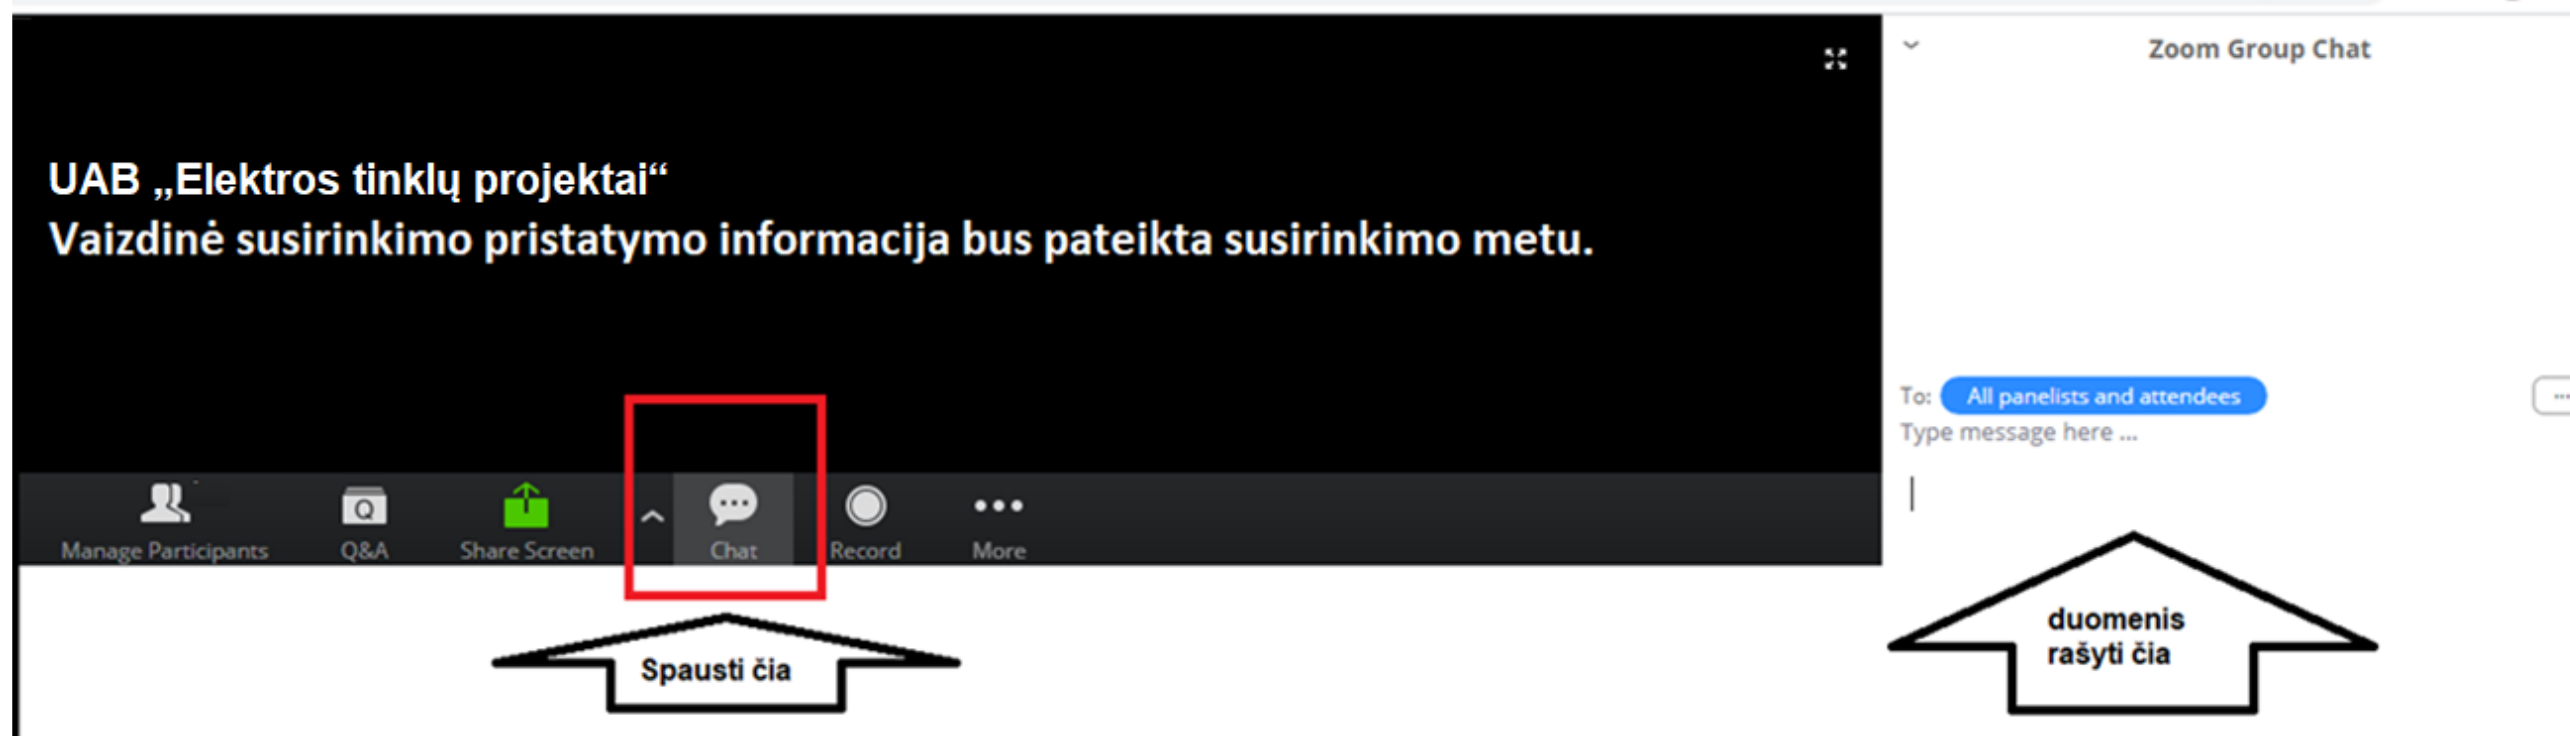 Zoom Group Chat
UAB „Elektros tinklų projektai“
Vaizdinė susirinkimo pristatymo informacija bus pateikta susirinkimo metu.
To: All panelists and attendees
Type message here ...
Manage Participants
Q&A
Share Screen
Chat
Record
More
Spausti čia
duomenis
rašyti čia